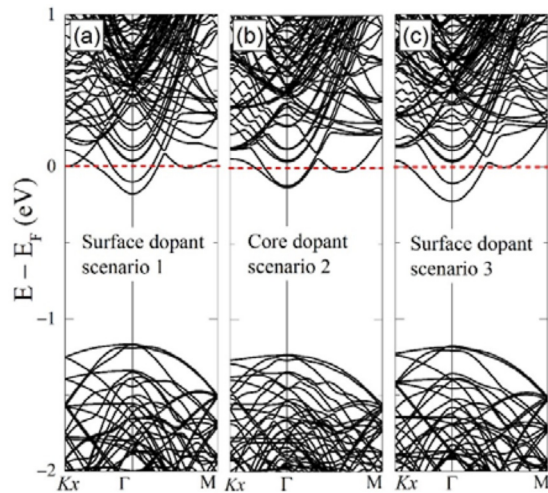 1
(a)
(b)
(c)
0
E − E_F (eV)
Surface dopant
scenario 1
Core dopant
scenario 2
Surface dopant
scenario 3
−1
−2
Kx
Γ
M
Kx
Γ
M
Kx
Γ
M